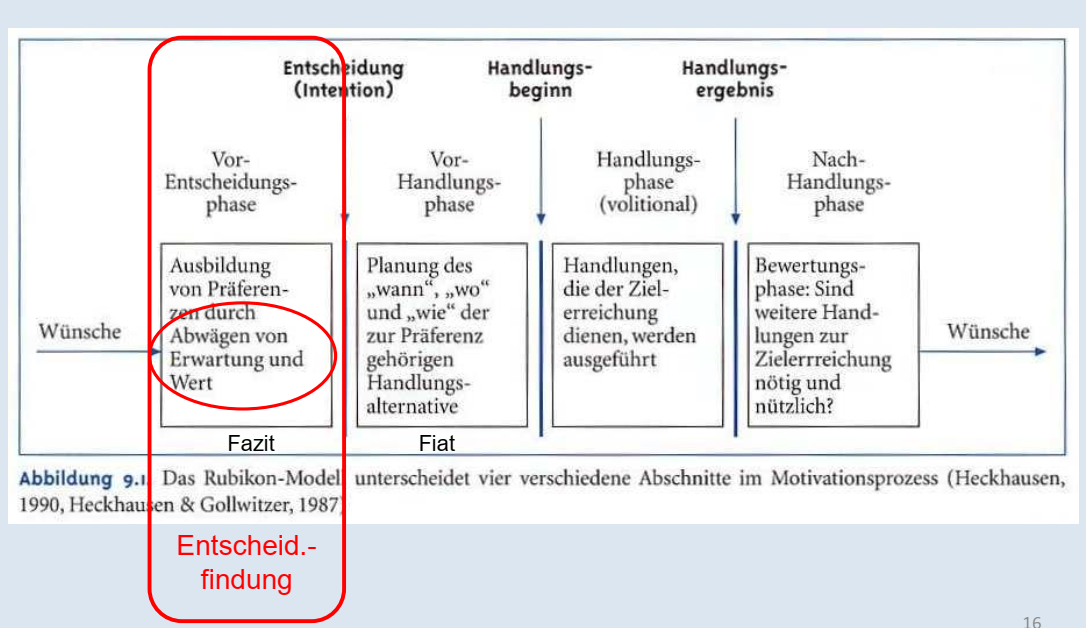 Entscheidung
(Intention)
Handlungs-
beginn
Handlungs-
ergebnis
Vor-
Entscheidungs-
phase
Vor-
Handlungs-
phase
Handlungs-
phase
(volitional)
Nach-
Handlungs-
phase
Wünsche
Ausbildung
von Präferen-
zen durch
Abwägen von
Erwartung und
Wert
Planung des
„wann“, „wo“
und „wie“ der
zur Präferenz
gehörigen
Handlungs-
alternative
Handlungen,
die der Ziel-
erreichung
dienen, werden
ausgeführt
Bewertungs-
phase: Sind
weitere Hand-
lungen zur
Zielerrreichung
nötig und
nützlich?
Wünsche
Fazit
Fiat
Abbildung 9.1. Das Rubikon-Modell unterscheidet vier verschiedene Abschnitte im Motivationsprozess (Heckhausen,
1990, Heckhausen & Gollwitzer, 1987)
Entscheid.-
findung
16